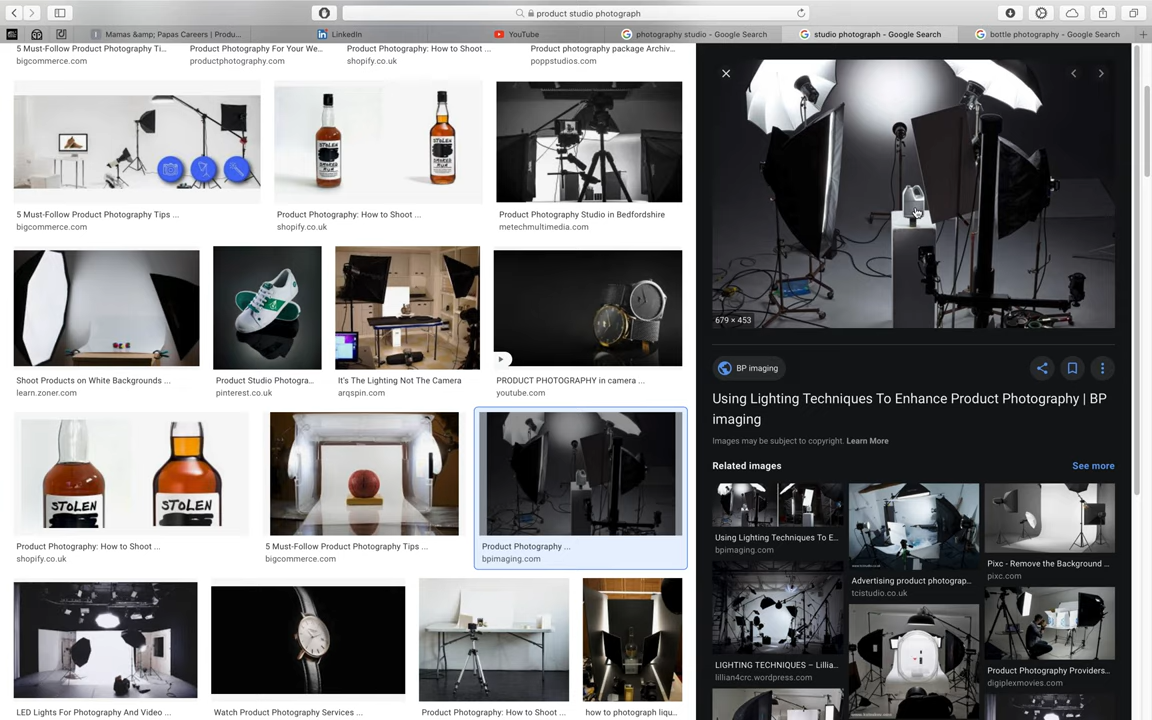 product studio photograph
Mamas &amp; Papas Careers | Produ...
LinkedIn
YouTube
photography studio - Google Search
studio photograph - Google Search
bottle photography - Google Search
5 Must-Follow Product Photography Ti...
Product Photography For Your We...
Product Photography: How to Shoot ...
Product photography package Archiv...
bigcommerce.com
productphotography.com
shopify.co.uk
poppstudios.com
STOLEN
SMOKED
RUM
STOLEN
SMOKED
RUM
5 Must-Follow Product Photography Tips ...
Product Photography: How to Shoot ...
Product Photography Studio in Bedfordshire
bigcommerce.com
shopify.co.uk
metechmultimedia.com
Shoot Products on White Backgrounds ...
Product Studio Photogra...
It's The Lighting Not The Camera
PRODUCT PHOTOGRAPHY in camera ...
learn.zoner.com
pinterest.co.uk
arqspin.com
youtube.com
STOLEN
STOLEN
Product Photography: How to Shoot ...
5 Must-Follow Product Photography Tips ...
Product Photography ...
shopify.co.uk
bigcommerce.com
bpimaging.com
LED Lights For Photography And Video ...
Watch Product Photography Services ...
Product Photography: How to Shoot ...
how to photograph liqu...
679 × 453
BP imaging
Using Lighting Techniques To Enhance Product Photography | BP
imaging
Images may be subject to copyright. Learn More
Related images
See more
Using Lighting Techniques To E...
bpimaging.com
Advertising product photograp...
tcistudio.co.uk
Pixc - Remove the Background ...
pixc.com
LIGHTING TECHNIQUES – Lillia...
lillian4crc.wordpress.com
Product Photography Providers...
digiplexmovies.com